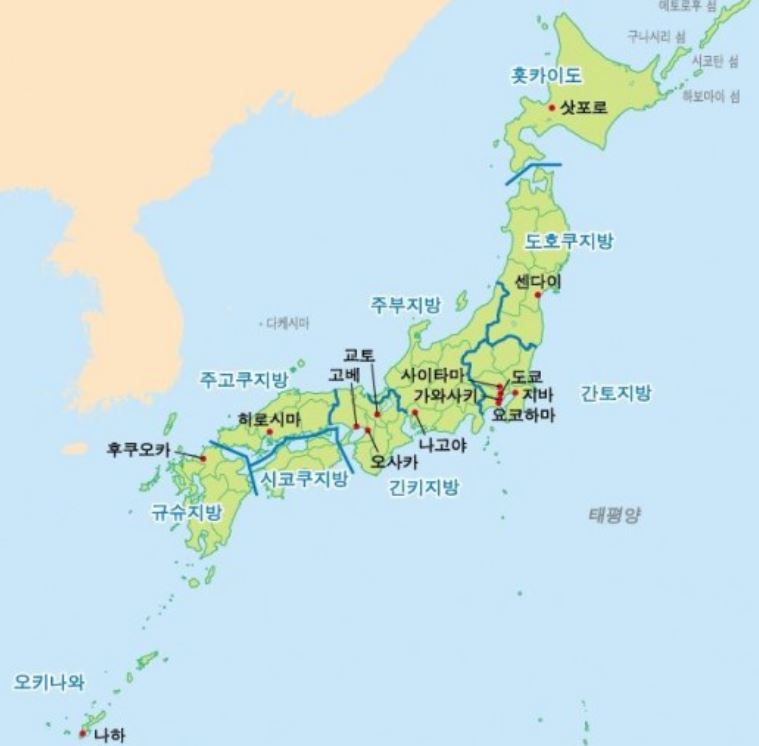 에토로후 섬
구나시리 섬
시코탄 섬
하보마이 섬
홋카이도
삿포로
도호쿠지방
센다이
주부지방
다케시마
교토
고베
사이타마
도쿄
가와사키
지바
요코하마
간토지방
주고쿠지방
히로시마
나고야
후쿠오카
오사카
시코쿠지방
긴키지방
규슈지방
태평양
오키나와
나하